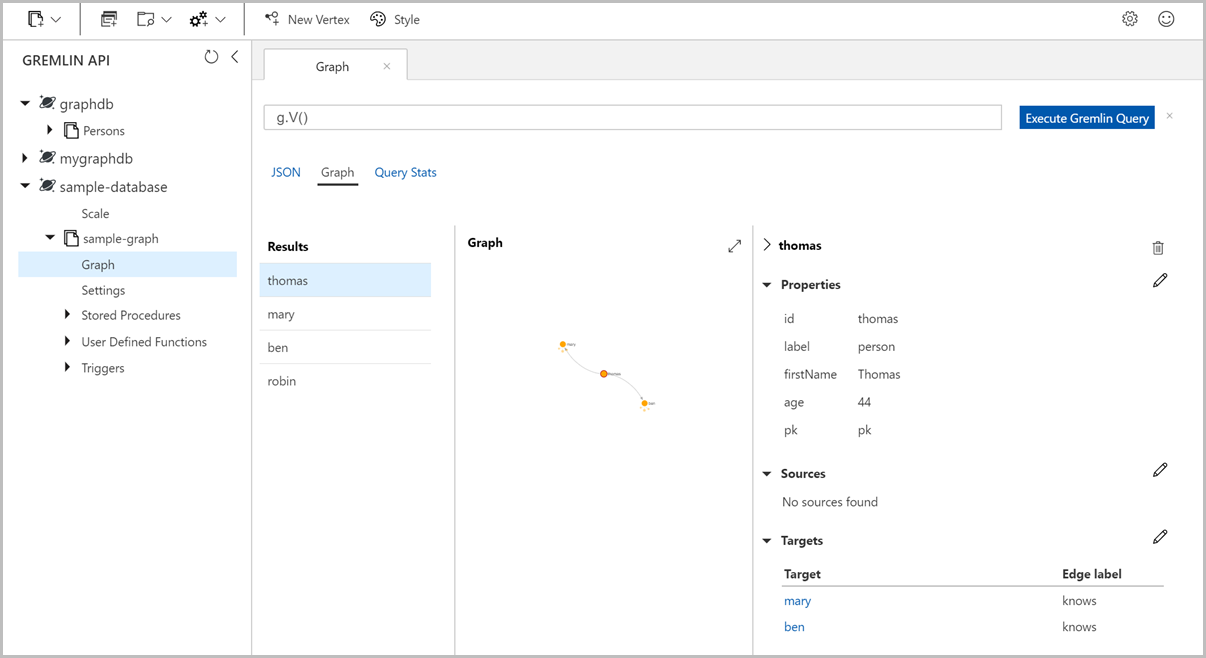 New Vertex Style
GREMLIN API
Graph
graphdb
Persons
mygraphdb
sample-database
Scale
sample-graph
Graph
Settings
Stored Procedures
User Defined Functions
Triggers
g.V()
Execute Gremlin Query
JSON Graph Query Stats
Results
thomas
mary
ben
robin
Graph
mary
thomas
Properties
id thomas
label person
firstName Thomas
age 44
pk pk
Sources
No sources found
Targets
Target Edge label
mary knows
ben knows